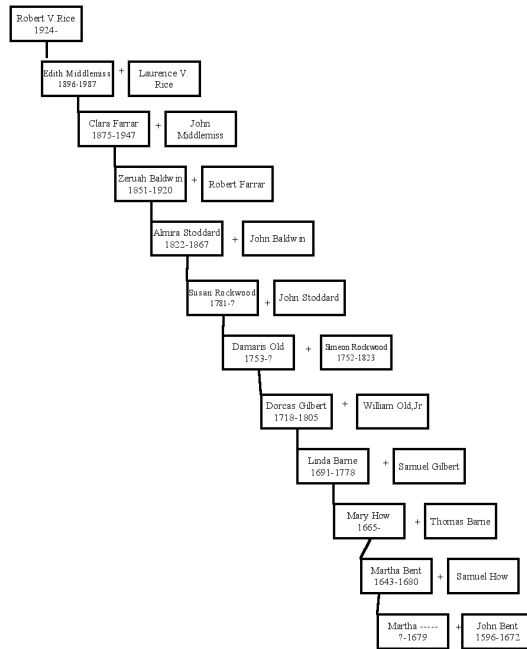 Robert V. Rice
1924-
Edith Middlemiss
1896-1987
+
Laurence V.
Rice
Clara Farrar
1875-1947
+
John
Middlemiss
Zeruah Baldwin
1851-1920
+
Robert Farrar
Almira Stoddard
1822-1867
+
John Baldwin
Susan Rockwood
1781-?
+
John Stoddard
Damaris Old
1753-?
+
Simeon Rockwood
1752-1823
Dorcas Gilbert
1718-1805
+
William Old,Jr
Linda Barne
1691-1778
+
Samuel Gilbert
Mary How
1665-
+
Thomas Barne
Martha Bent
1643-1680
+
Samuel How
Martha -----
?-1679
+
John Bent
1596-1672